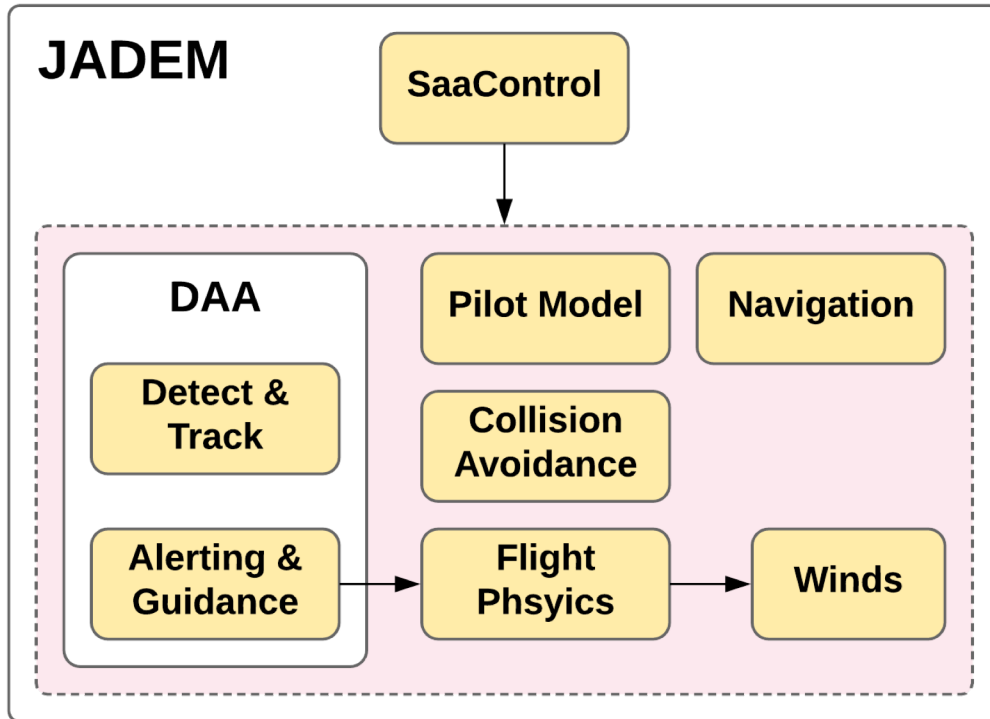 JADEM
SaaControl
DAA
Pilot Model
Navigation
Detect &
Track
Collision
Avoidance
Alerting &
Guidance
Flight
Phsyics
Winds